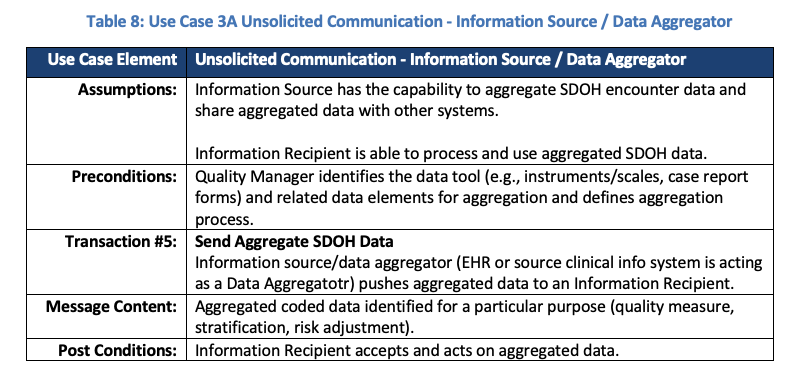 Table 8: Use Case 3A Unsolicited Communication - Information Source / Data Aggregator
Use Case Element Unsolicited Communication - Information Source / Data Aggregator
Assumptions: Information Source has the capability to aggregate SDOH encounter data and
share aggregated data with other systems.
Information Recipient is able to process and use aggregated SDOH data.
Preconditions: Quality Manager identifies the data tool (e.g., instruments/scales, case report
forms) and related data elements for aggregation and defines aggregation
process.
Transaction #5: Send Aggregate SDOH Data
Information source/data aggregator (EHR or source clinical info system is acting
as a Data Aggregatotr) pushes aggregated data to an Information Recipient.
Message Content: Aggregated coded data identified for a particular purpose (quality measure,
stratification, risk adjustment).
Post Conditions: Information Recipient accepts and acts on aggregated data.